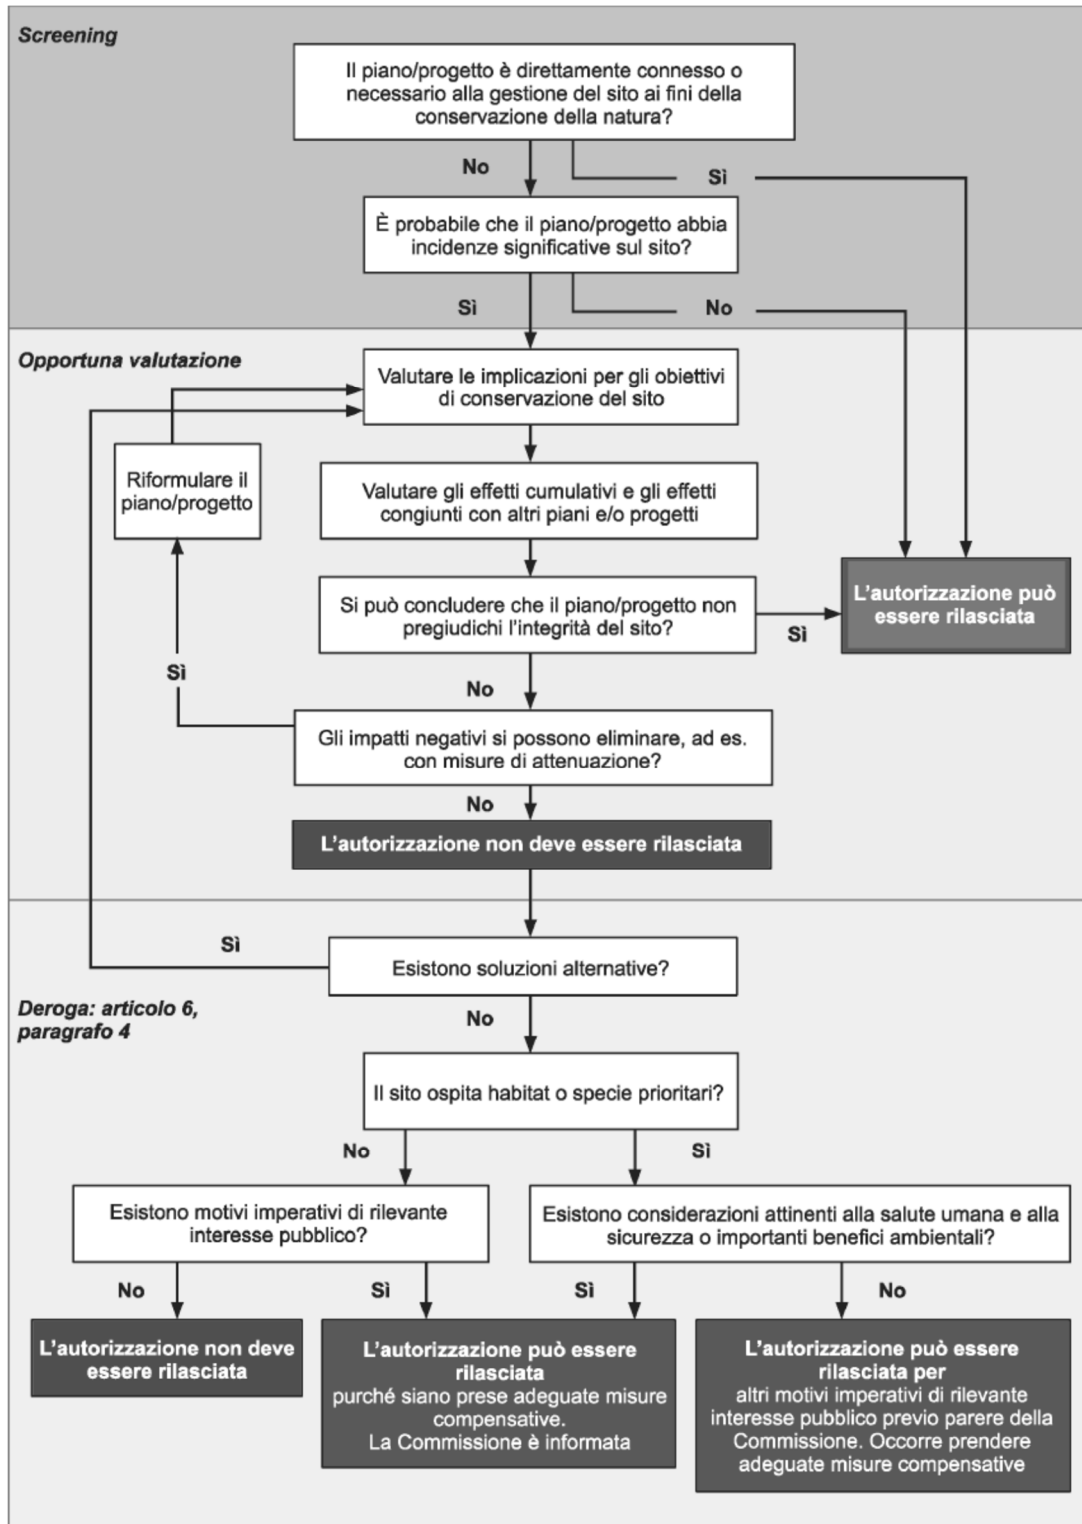 Screening
Il piano/progetto è direttamente connesso o
necessario alla gestione del sito ai fini della
conservazione della natura?
No
Sì
È probabile che il piano/progetto abbia
incidenze significative sul sito?
Sì
No
Opportuna valutazione
Valutare le implicazioni per gli obiettivi
di conservazione del sito
Riformulare il
piano/progetto
Valutare gli effetti cumulativi e gli effetti
congiunti con altri piani e/o progetti
L'autorizzazione può
essere rilasciata
Si può concludere che il piano/progetto non
pregiudichi l'integrità del sito?
Sì
Sì
No
Gli impatti negativi si possono eliminare, ad es.
con misure di attenuazione?
No
L'autorizzazione non deve essere rilasciata
Sì
Esistono soluzioni alternative?
Deroga: articolo 6,
paragrafo 4
No
Il sito ospita habitat o specie prioritari?
No
Sì
Esistono motivi imperativi di rilevante
interesse pubblico?
Esistono considerazioni attinenti alla salute umana e alla
sicurezza o importanti benefici ambientali?
No
Sì
Sì
No
L'autorizzazione non deve
essere rilasciata
L'autorizzazione può essere
rilasciata
purché siano prese adeguate misure
compensative.
La Commissione è informata
L'autorizzazione può essere
rilasciata per
altri motivi imperativi di rilevante
interesse pubblico previo parere della
Commissione. Occorre prendere
adeguate misure compensative